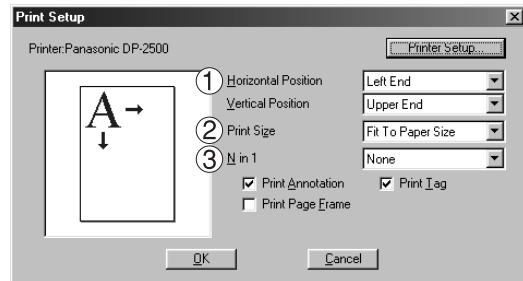 Print Setup
Printer:Panasonic DP-2500
Printer Setup...
A
① Horizontal Position Left End
Vertical Position Upper End
② Print Size Fit To Paper Size
③ N in 1 None
Print Annotation Print Tag
Print Page Frame
OK Cancel